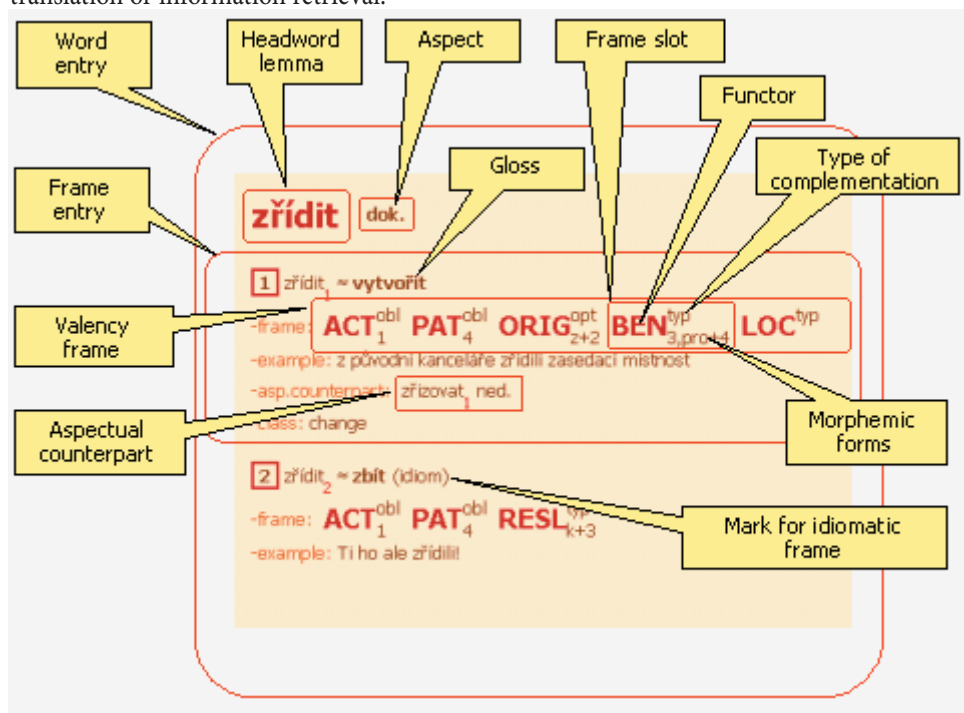 translation or information retrieval.
Word entry
Headword lemma
Aspect
Frame slot
Functor
Type of complementation
Gloss
Frame entry
zřídit dok.
1 zřídit1 ≈ vytvořit
Valency frame
-frame: ACT1obl PAT4obl ORIGz+2opt BEN3,pro+4typ LOCtyp
-example: z původní kanceláře zřídili zasedací místnost
-asp.counterpart: zřizovat1 ned.
-class: change
Aspectual counterpart
Morphemic forms
2 zřídit2 ≈ zbít (idiom)
-frame: ACT1obl PAT4obl RESLk+3typ
-example: Ti ho ale zřídili!
Mark for idiomatic frame